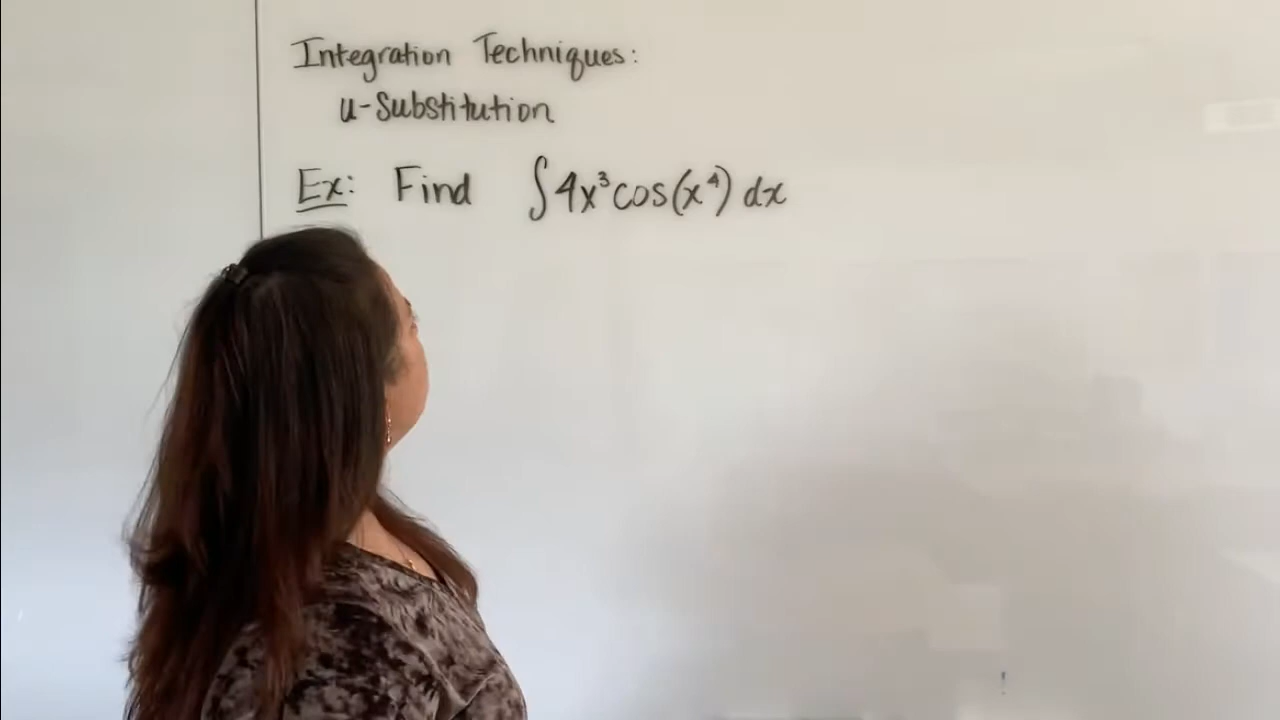 Integration Techniques:
u-Substitution
Ex: Find ∫4x³cos(x⁴) dx